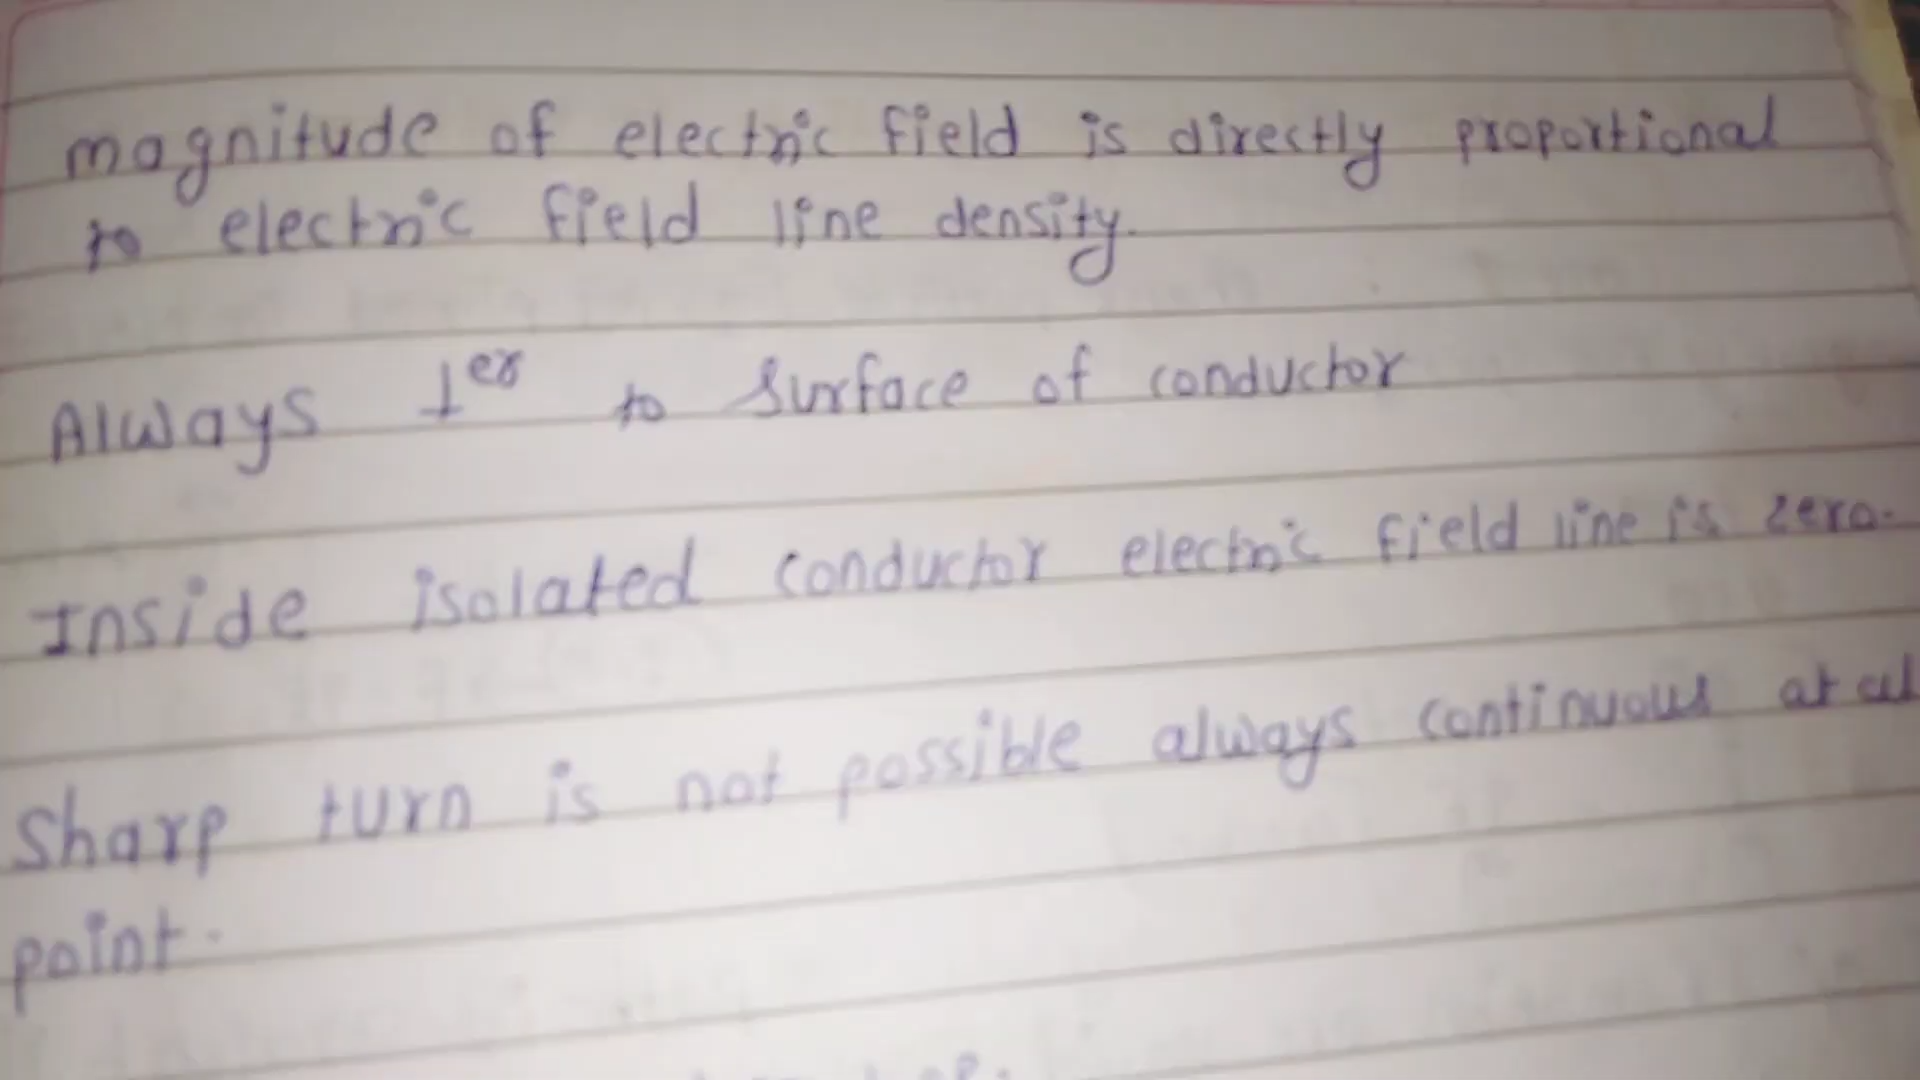 magnitude of electric field is directly proportional
to electric field line density.
Always ⊥er to surface of conductor
Inside isolated conductor electric field line is zero.
Sharp turn is not possible always continuous at all
point.